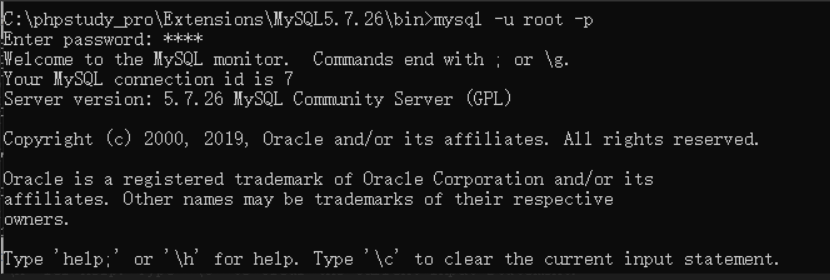 C:\phpstudy_pro\Extensions\MySQL5.7.26\bin>mysql -u root -p
Enter password: ****
Welcome to the MySQL monitor.  Commands end with ; or \g.
Your MySQL connection id is 7
Server version: 5.7.26 MySQL Community Server (GPL)
Copyright (c) 2000, 2019, Oracle and/or its affiliates. All rights reserved.
Oracle is a registered trademark of Oracle Corporation and/or its
affiliates. Other names may be trademarks of their respective
owners.
Type 'help;' or '\h' for help. Type '\c' to clear the current input statement.